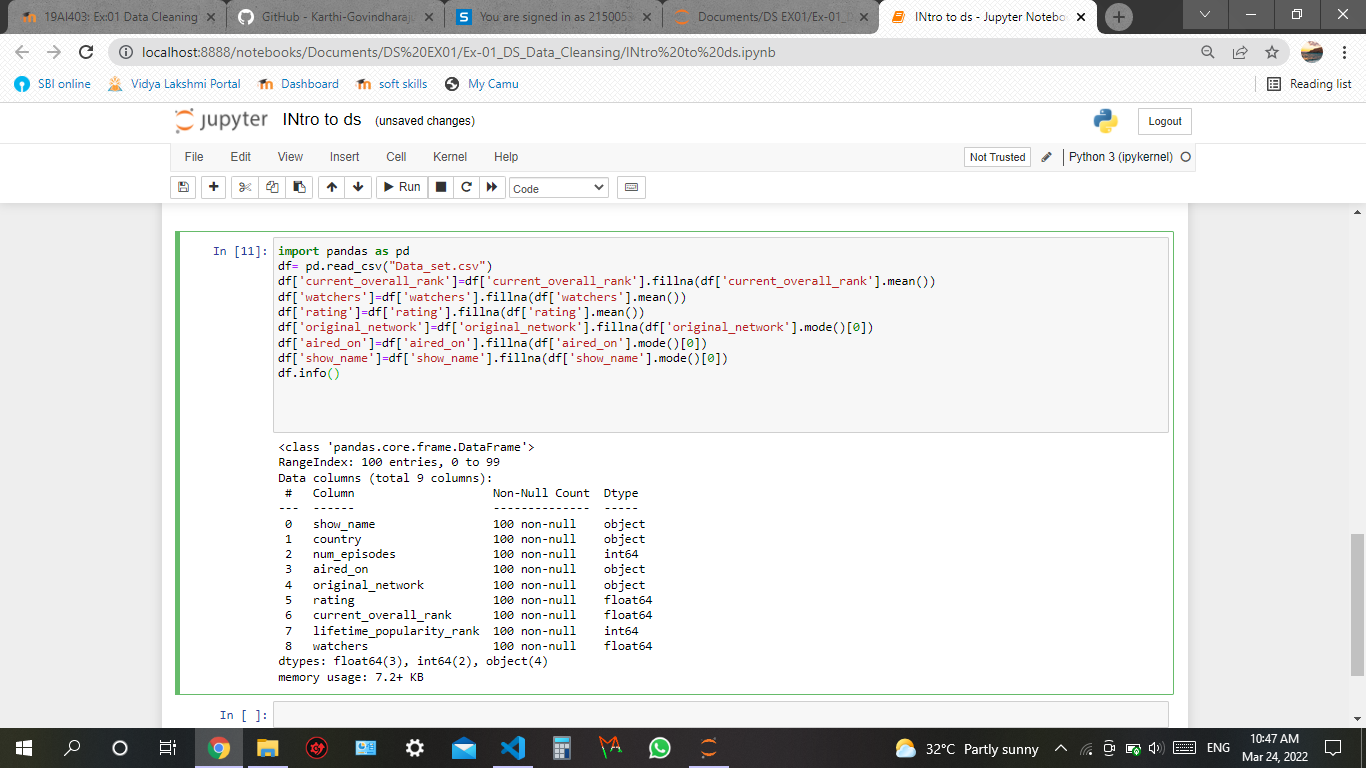 19AI403: Ex:01 Data Cleaning
GitHub - Karthi-Govindharaju
You are signed in as 2150053
Documents/DS EX01/Ex-01_D
INtro to ds - Jupyter Notebo
localhost:8888/notebooks/Documents/DS%20EX01/Ex-01_DS_Data_Cleansing/INtro%20to%20ds.ipynb
SBI online Vidya Lakshmi Portal Dashboard soft skills My Camu Reading list
jupyter INtro to ds (unsaved changes) Logout
File Edit View Insert Cell Kernel Help Not Trusted Python 3 (ipykernel)
Run Code
In [11]: import pandas as pd
df= pd.read_csv("Data_set.csv")
df['current_overall_rank']=df['current_overall_rank'].fillna(df['current_overall_rank'].mean())
df['watchers']=df['watchers'].fillna(df['watchers'].mean())
df['rating']=df['rating'].fillna(df['rating'].mean())
df['original_network']=df['original_network'].fillna(df['original_network'].mode()[0])
df['aired_on']=df['aired_on'].fillna(df['aired_on'].mode()[0])
df['show_name']=df['show_name'].fillna(df['show_name'].mode()[0])
df.info()
<class 'pandas.core.frame.DataFrame'>
RangeIndex: 100 entries, 0 to 99
Data columns (total 9 columns):
# Column Non-Null Count Dtype
--- ------ -------------- -----
0 show_name 100 non-null object
1 country 100 non-null object
2 num_episodes 100 non-null int64
3 aired_on 100 non-null object
4 original_network 100 non-null object
5 rating 100 non-null float64
6 current_overall_rank 100 non-null float64
7 lifetime_popularity_rank 100 non-null int64
8 watchers 100 non-null float64
dtypes: float64(3), int64(2), object(4)
memory usage: 7.2+ KB
In [ ]:
32°C Partly sunny ENG 10:47 AM
Mar 24, 2022